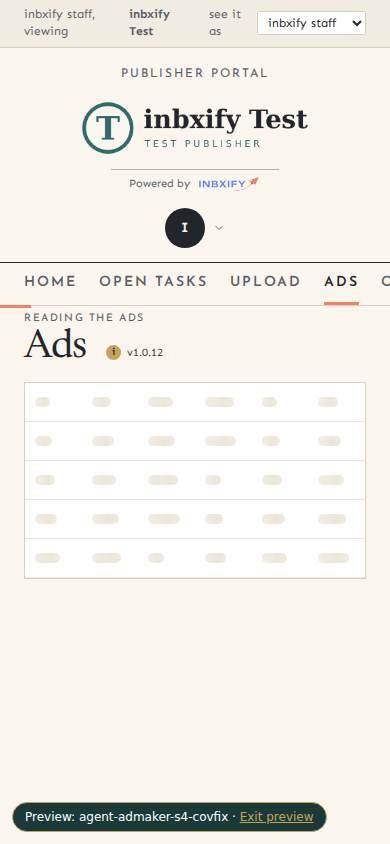 inbxify staff, viewing
inbxify Test
see it as
inbxify staff
PUBLISHER PORTAL
T
inbxify Test
TEST PUBLISHER
Powered by INBXIFY
I
HOME OPEN TASKS UPLOAD ADS
READING THE ADS
Ads
i v1.0.12
Preview: agent-admaker-s4-covfix · Exit preview